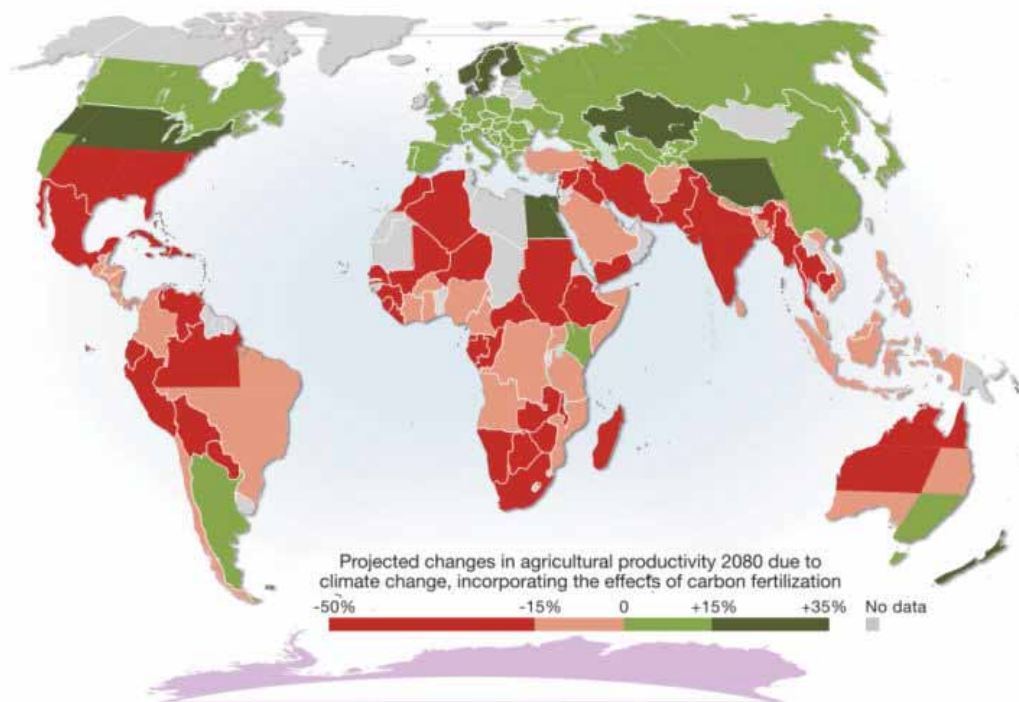 Projected changes in agricultural productivity 2080 due to
climate change, incorporating the effects of carbon fertilization
-50% -15% 0 +15% +35% No data